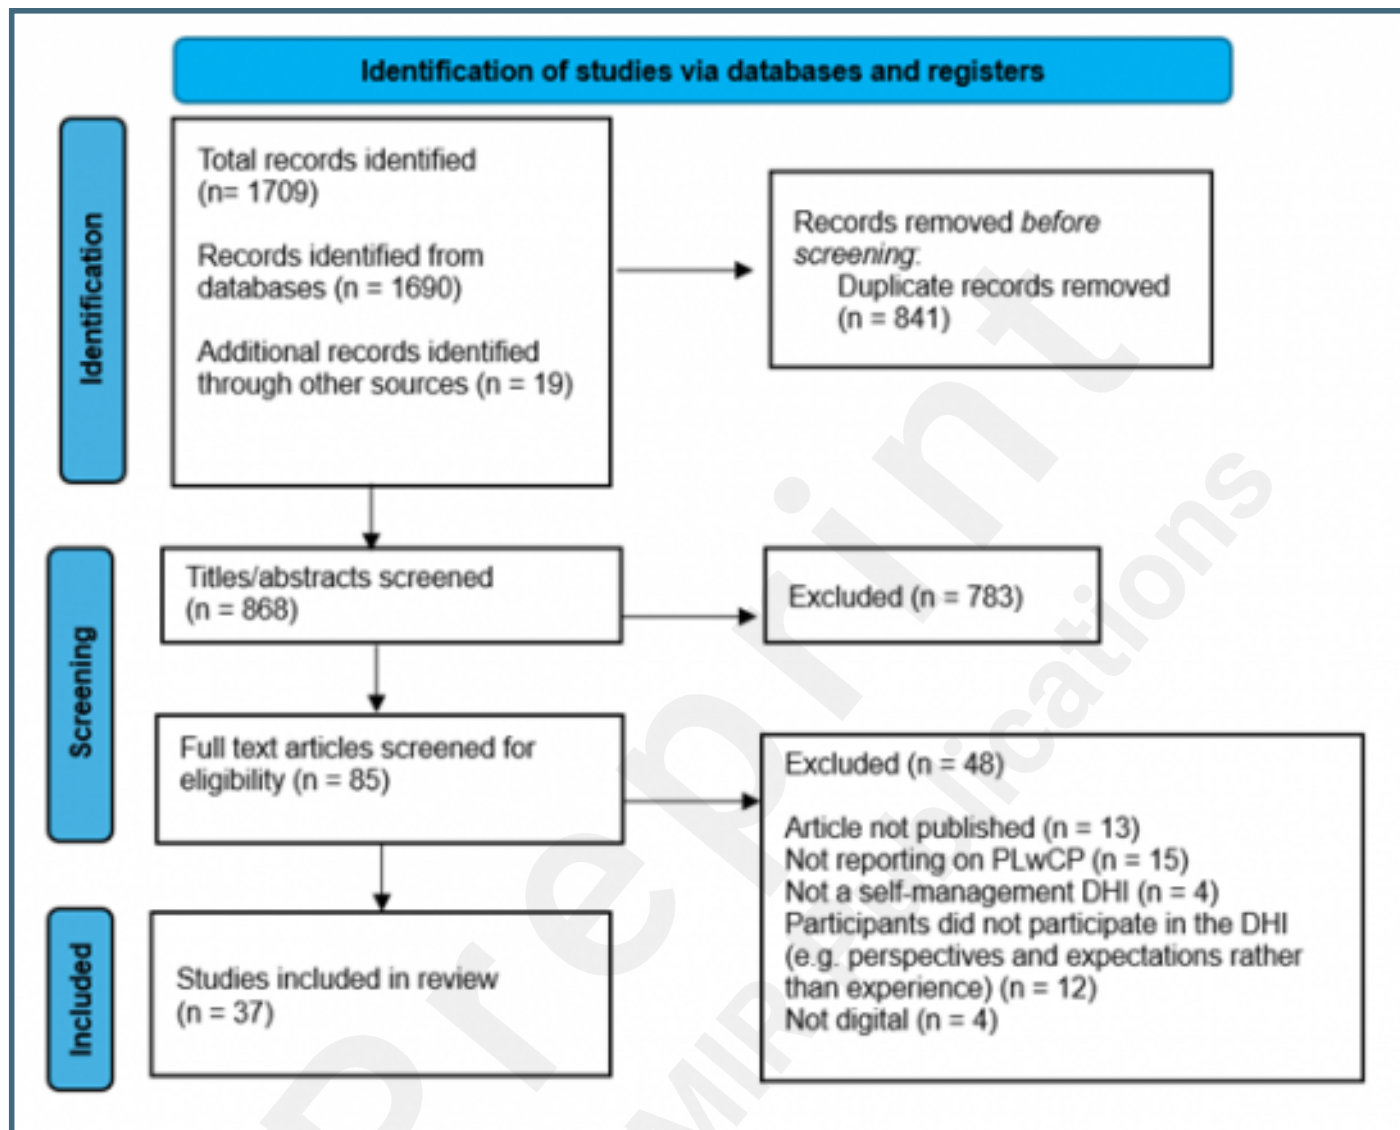 Identification of studies via databases and registers
Identification
Total records identified
(n= 1709)
Records identified from
databases (n = 1690)
Additional records identified
through other sources (n = 19)
Records removed before
screening:
Duplicate records removed
(n = 841)
Screening
Titles/abstracts screened
(n = 868)
Excluded (n = 783)
Full text articles screened for
eligibility (n = 85)
Excluded (n = 48)
Article not published (n = 13)
Not reporting on PLwCP (n = 15)
Not a self-management DHI (n = 4)
Participants did not participate in the DHI
(e.g. perspectives and expectations rather
than experience) (n = 12)
Not digital (n = 4)
Included
Studies included in review
(n = 37)
Preprint